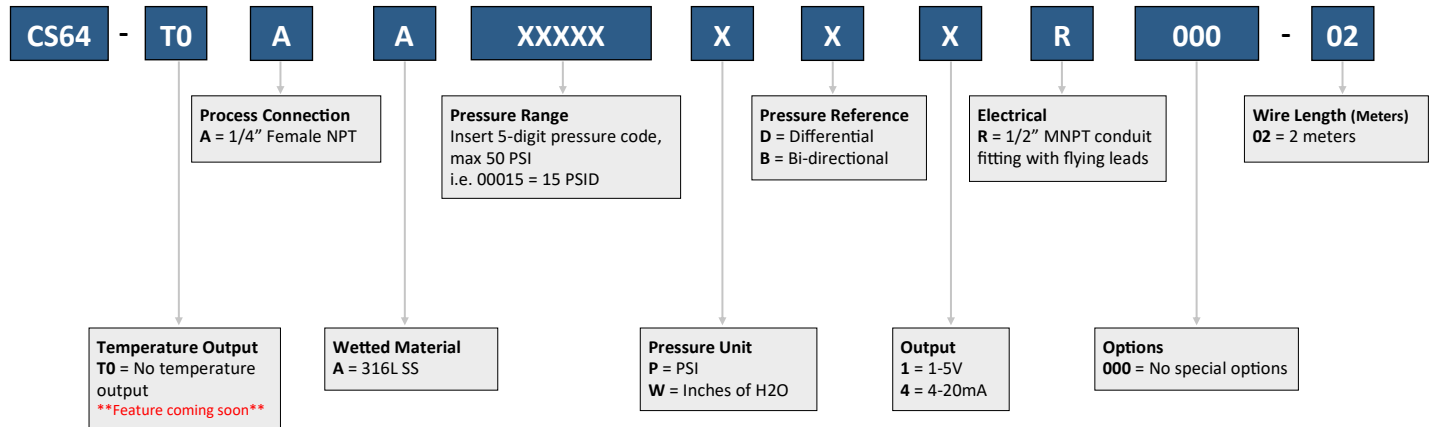 CS64 - T0 A A XXXXX X X X R 000 - 02
Process Connection
A = 1/4” Female NPT
Pressure Range
Insert 5-digit pressure code,
max 50 PSI
i.e. 00015 = 15 PSID
Pressure Reference
D = Differential
B = Bi-directional
Electrical
R = 1/2” MNPT conduit
fitting with flying leads
Wire Length (Meters)
02 = 2 meters
Temperature Output
T0 = No temperature
output
**Feature coming soon**
Wetted Material
A = 316L SS
Pressure Unit
P = PSI
W = Inches of H2O
Output
1 = 1-5V
4 = 4-20mA
Options
000 = No special options